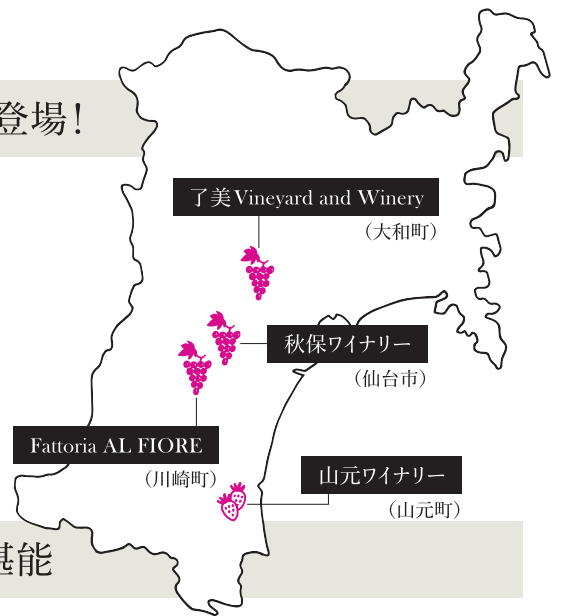 登場！
了美 Vineyard and Winery
（大和町）
秋保ワイナリー
（仙台市）
Fattoria AL FIORE
（川崎町）
山元ワイナリー
（山元町）
堪能